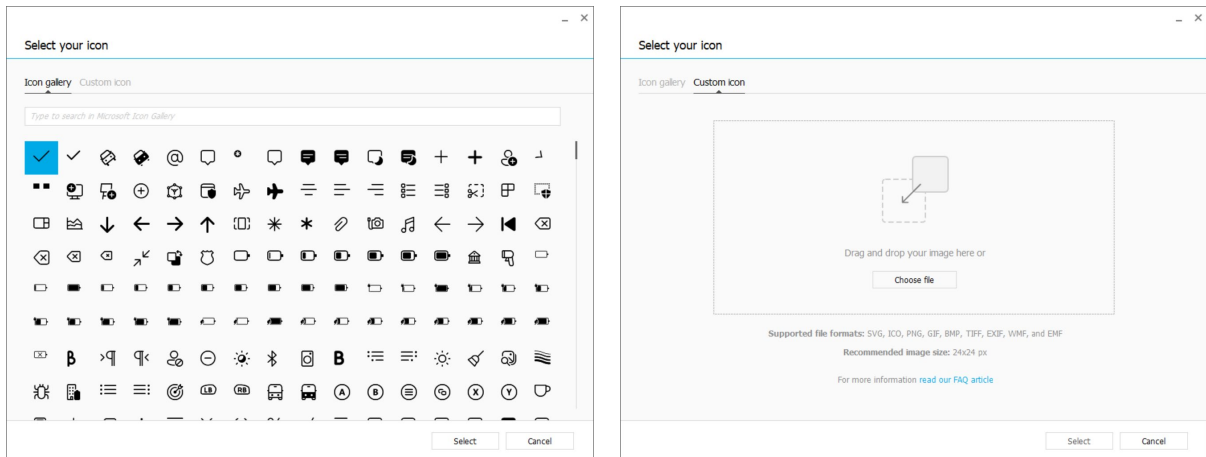 Select your icon
Icon gallery Custom icon
Type to search in Microsoft Icon Gallery
LB RB A B X Y
Select Cancel
Select your icon
Icon gallery Custom icon
Drag and drop your image here or
Choose file
Supported file formats: SVG, ICO, PNG, GIF, BMP, TIFF, EXIF, WMF, and EMF
Recommended image size: 24x24 px
For more information read our FAQ article
Select Cancel